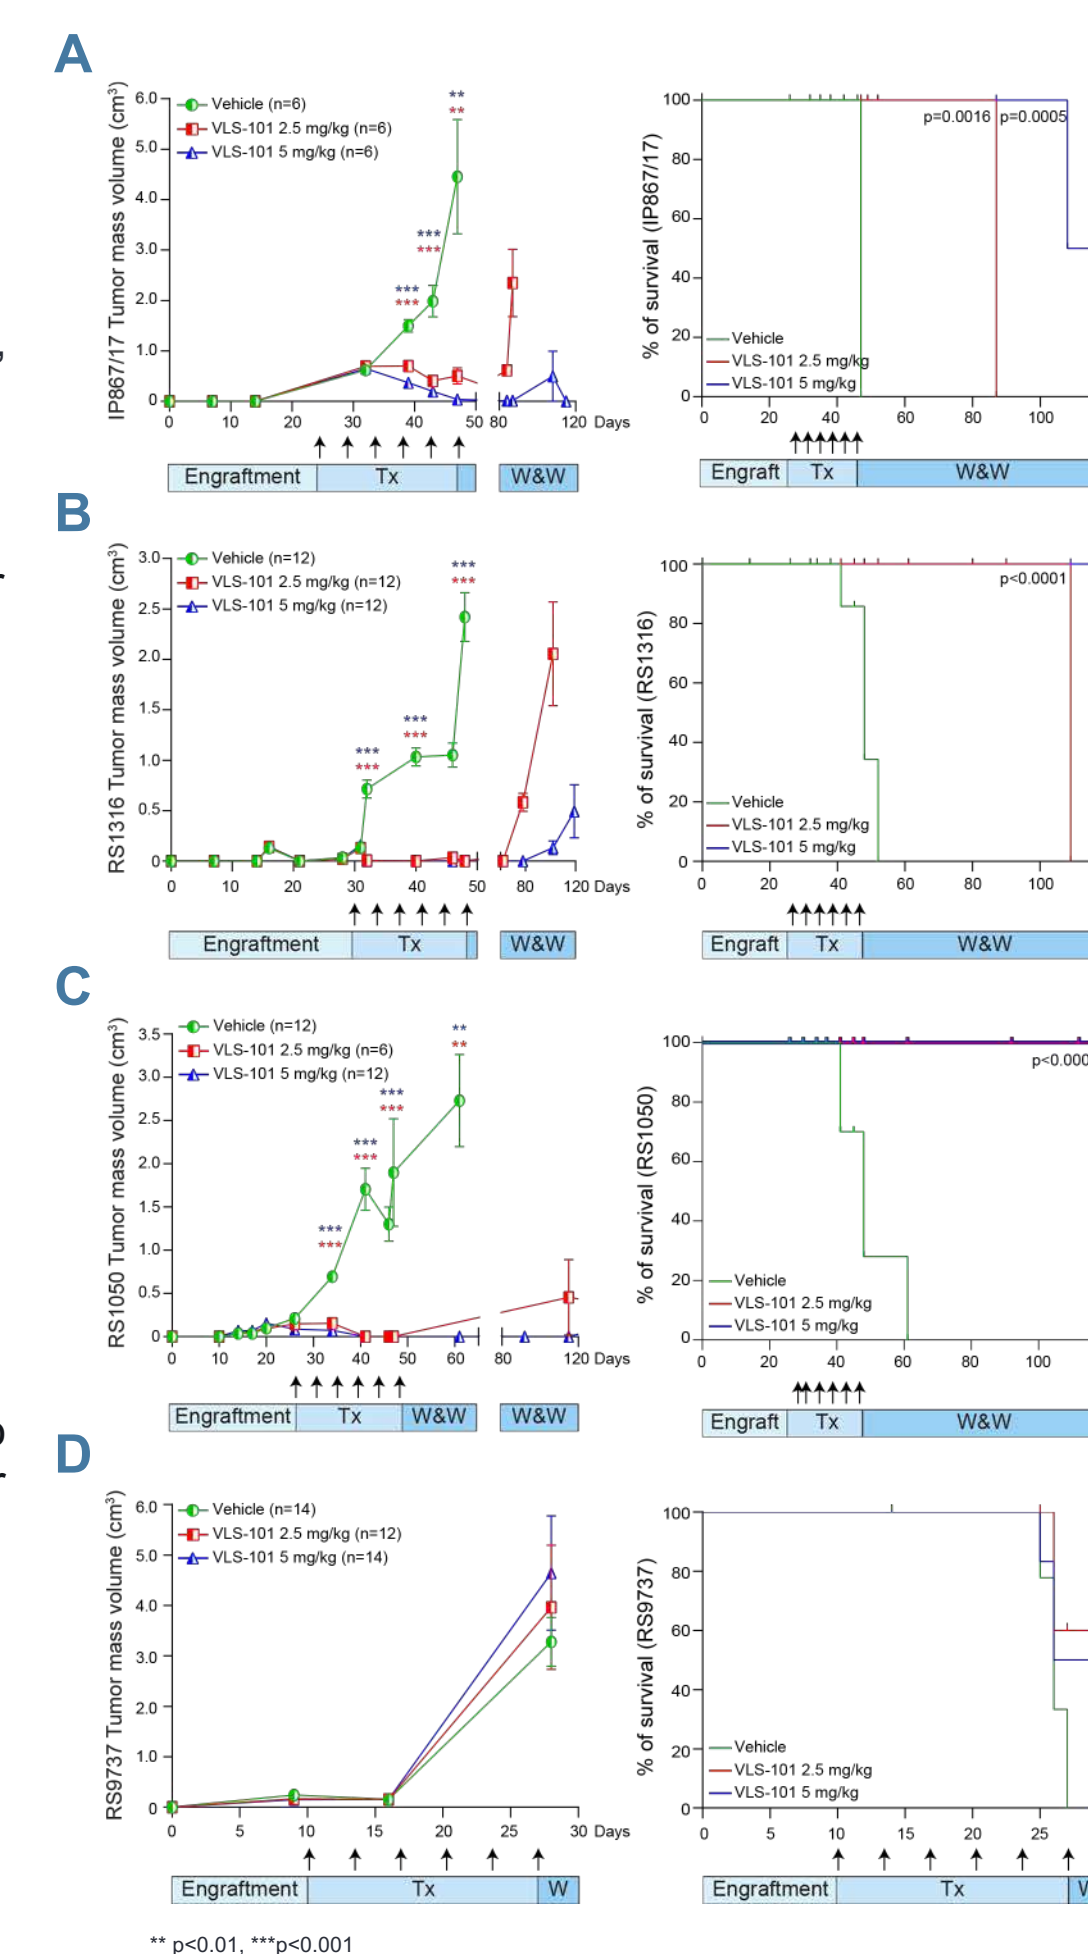 A
IP867/17 Tumor mass volume (cm³)
6.0
5.0
4.0
3.0
2.0
1.0
0
Vehicle (n=6)
VLS-101 2.5 mg/kg (n=6)
VLS-101 5 mg/kg (n=6)
**
**
***
***
***
***
0 10 20 30 40 50 80 120 Days
Engraftment Tx W&W
% of survival (IP867/17)
100
80
60
40
20
0
p=0.0016 p=0.0005
Vehicle
VLS-101 2.5 mg/kg
VLS-101 5 mg/kg
0 20 40 60 80 100
Engraft Tx W&W
B
RS1316 Tumor mass volume (cm³)
3.0
2.5
2.0
1.5
1.0
0.5
0
Vehicle (n=12)
VLS-101 2.5 mg/kg (n=12)
VLS-101 5 mg/kg (n=12)
***
***
***
***
***
***
0 10 20 30 40 50 80 120 Days
Engraftment Tx W&W
% of survival (RS1316)
100
80
60
40
20
0
p<0.0001
Vehicle
VLS-101 2.5 mg/kg
VLS-101 5 mg/kg
0 20 40 60 80 100
Engraft Tx W&W
C
RS1050 Tumor mass volume (cm³)
3.5
3.0
2.5
2.0
1.5
1.0
0.5
0
Vehicle (n=12)
VLS-101 2.5 mg/kg (n=6)
VLS-101 5 mg/kg (n=12)
**
**
***
***
***
***
***
***
0 10 20 30 40 50 60 80 120 Days
Engraftment Tx W&W W&W
% of survival (RS1050)
100
80
60
40
20
0
p<0.000
Vehicle
VLS-101 2.5 mg/kg
VLS-101 5 mg/kg
0 20 40 60 80 100
Engraft Tx W&W
D
RS9737 Tumor mass volume (cm³)
6.0
5.0
4.0
3.0
2.0
1.0
0
Vehicle (n=14)
VLS-101 2.5 mg/kg (n=12)
VLS-101 5 mg/kg (n=14)
0 5 10 15 20 25 30 Days
Engraftment Tx W
% of survival (RS9737)
100
80
60
40
20
0
Vehicle
VLS-101 2.5 mg/kg
VLS-101 5 mg/kg
0 5 10 15 20 25
Engraftment Tx
** p<0.01, ***p<0.001